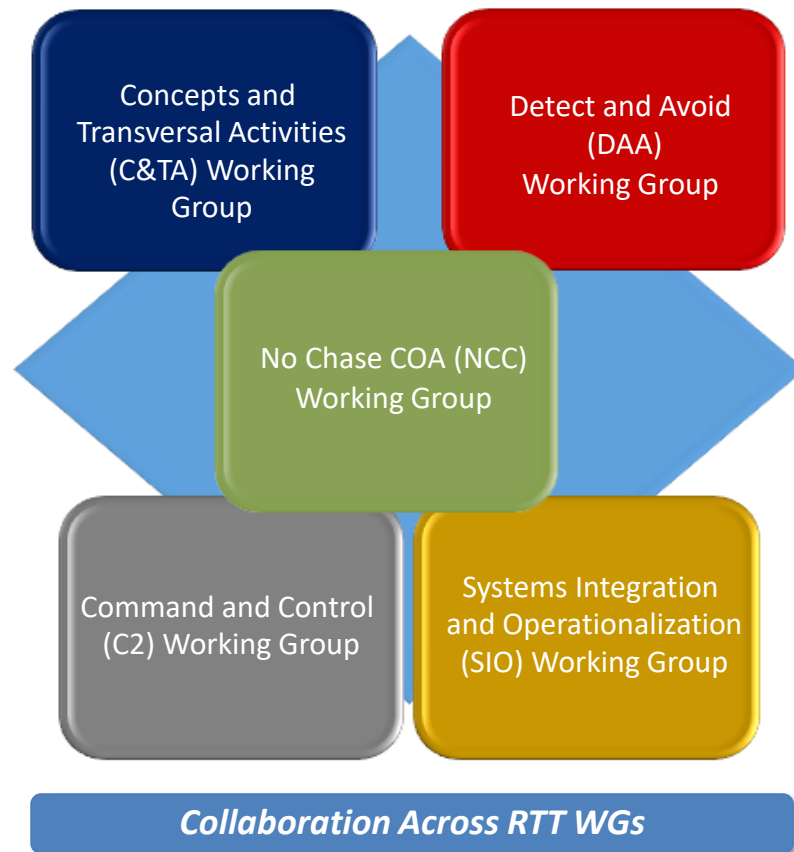 Concepts and
Transversal Activities
(C&TA) Working
Group
Detect and Avoid
(DAA)
Working Group
No Chase COA (NCC)
Working Group
Command and Control
(C2) Working Group
Systems Integration
and Operationalization
(SIO) Working Group
Collaboration Across RTT WGs